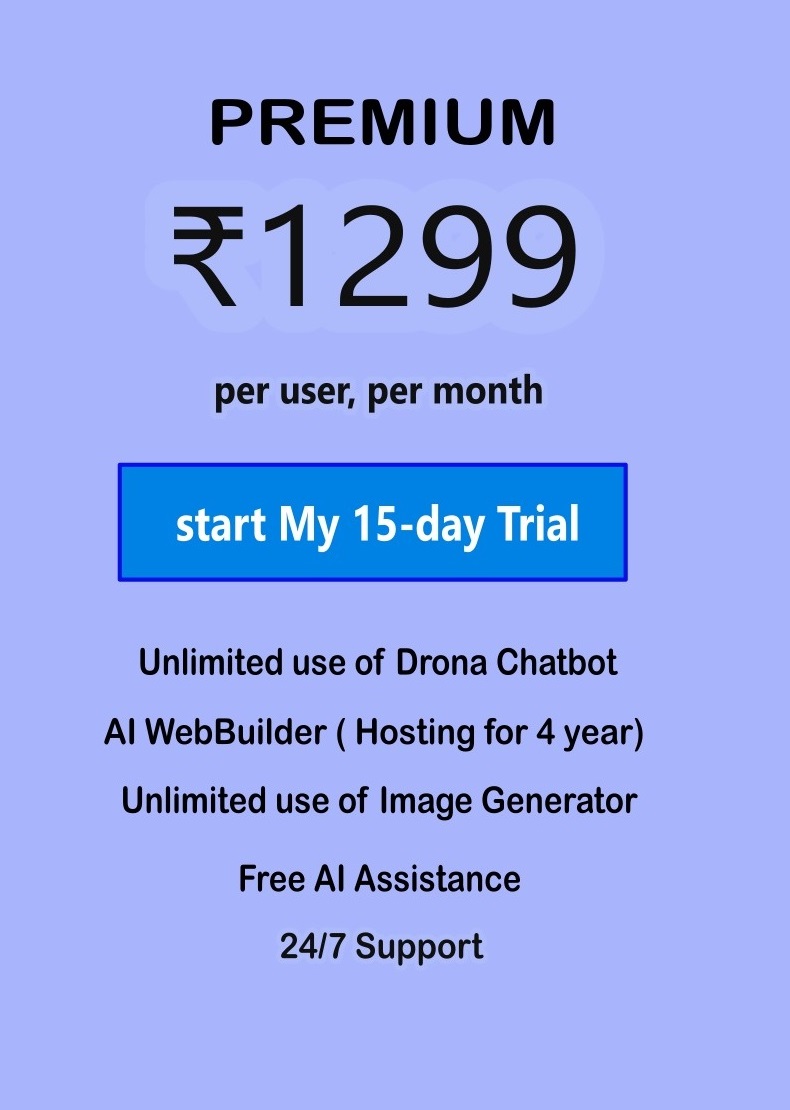 PREMIUM
₹1299
per user, per month
start My 15-day Trial
Unlimited use of Drona Chatbot
AI WebBuilder ( Hosting for 4 year)
Unlimited use of Image Generator
Free AI Assistance
24/7 Support